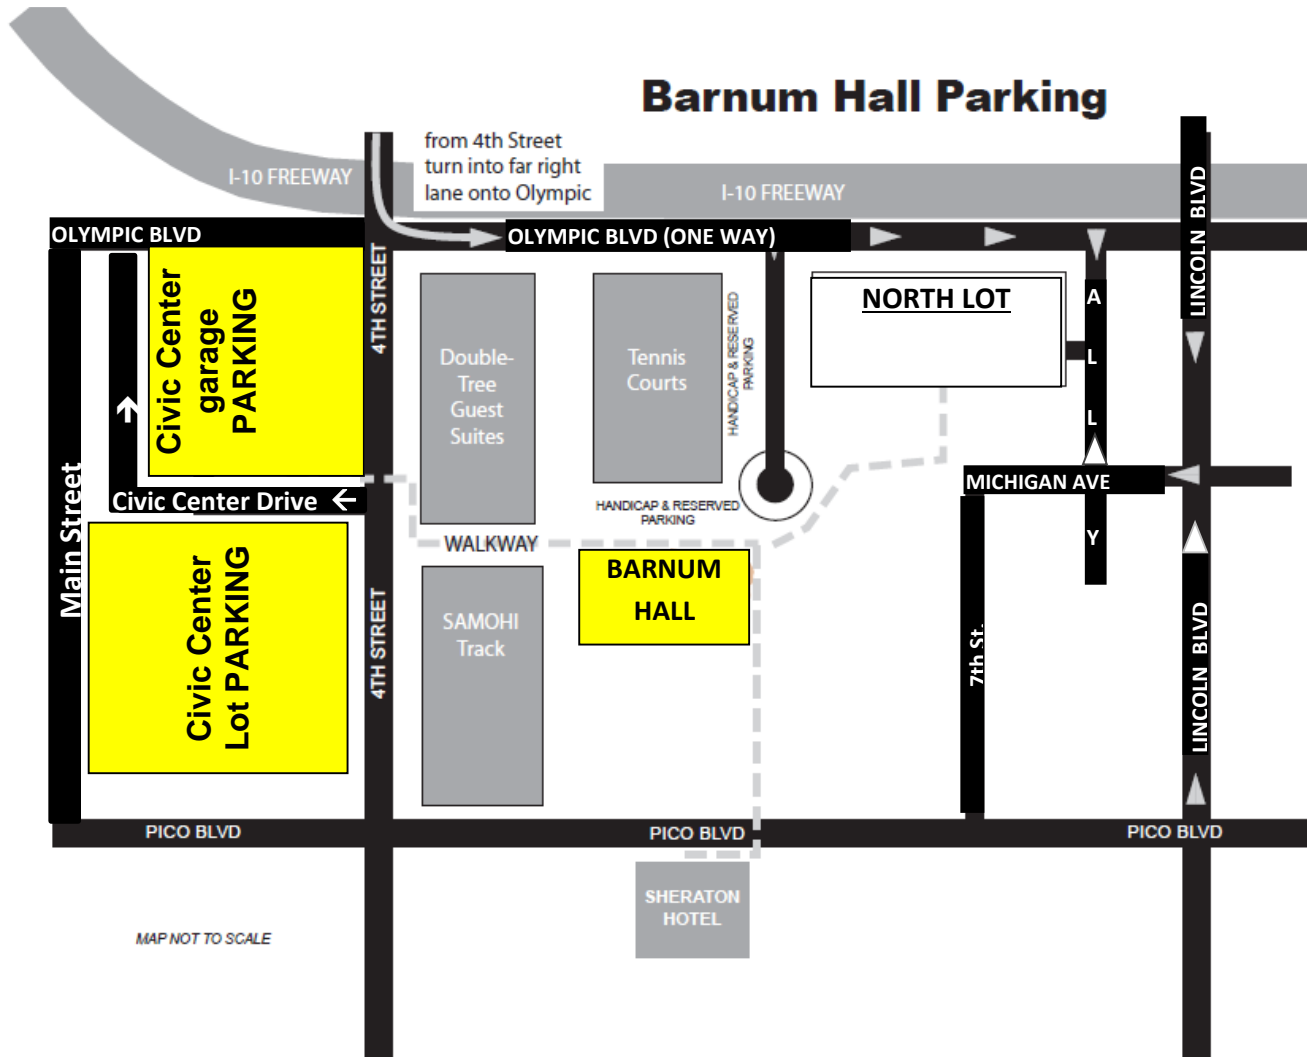 Barnum Hall Parking
from 4th Street
turn into far right
lane onto Olympic
I-10 FREEWAY
I-10 FREEWAY
LINCOLN BLVD
OLYMPIC BLVD
OLYMPIC BLVD (ONE WAY)
Civic Center
garage
PARKING
4TH STREET
Double-
Tree
Guest
Suites
Tennis
Courts
HANDICAP & RESERVED
PARKING
NORTH LOT
A
L
L
Y
MICHIGAN AVE
Civic Center Drive
HANDICAP & RESERVED
PARKING
WALKWAY
Main Street
Civic Center
Lot PARKING
4TH STREET
SAMOHI
Track
BARNUM
HALL
7th St.
LINCOLN BLVD
PICO BLVD
PICO BLVD
PICO BLVD
SHERATON
HOTEL
MAP NOT TO SCALE